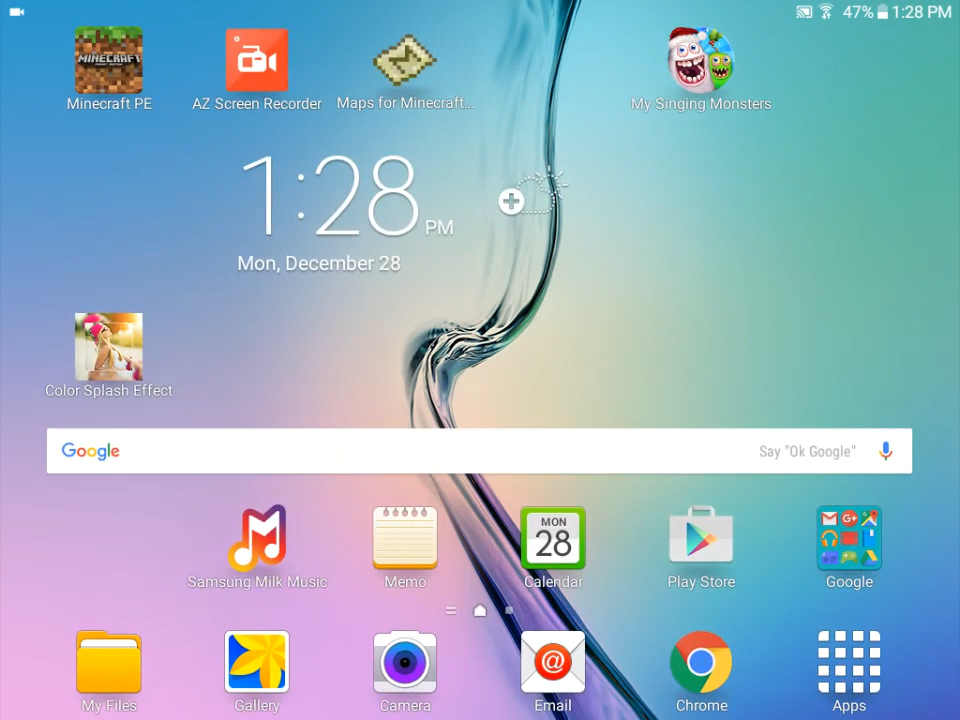 47% 1:28 PM
MINECRAFT
Minecraft PE
AZ Screen Recorder
Maps for Minecraft...
My Singing Monsters
1:28 PM
Mon, December 28
Color Splash Effect
Google
Say "Ok Google"
MON
28
G+
Samsung Milk Music
Memo
Calendar
Play Store
Google
@
My Files
Gallery
Camera
Email
Chrome
Apps